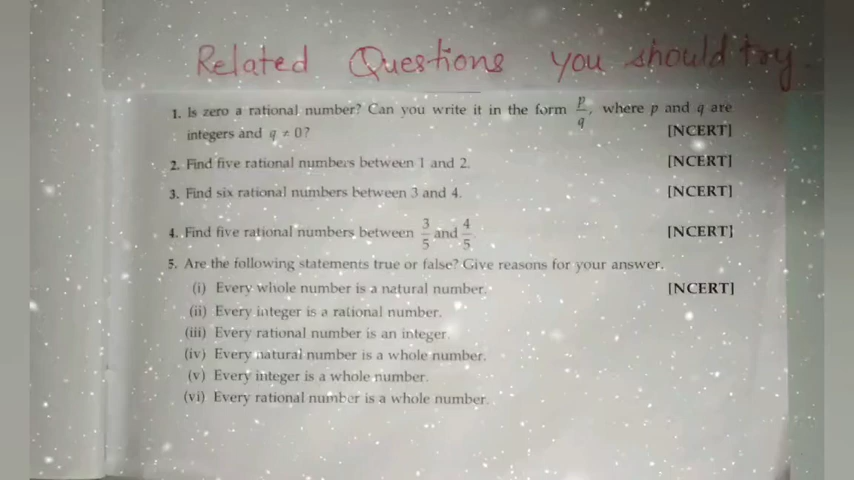 Related Questions you should try.
1. Is zero a rational number? Can you write it in the form p/q, where p and q are
integers and q ≠ 0? [NCERT]
2. Find five rational numbers between 1 and 2. [NCERT]
3. Find six rational numbers between 3 and 4. [NCERT]
4. Find five rational numbers between 3/5 and 4/5. [NCERT]
5. Are the following statements true or false? Give reasons for your answer.
(i) Every whole number is a natural number. [NCERT]
(ii) Every integer is a rational number.
(iii) Every rational number is an integer.
(iv) Every natural number is a whole number.
(v) Every integer is a whole number.
(vi) Every rational number is a whole number.